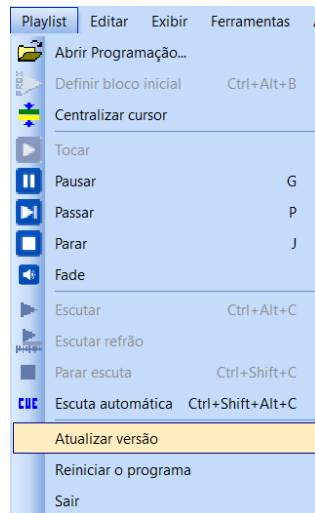 Playlist Editar Exibir Ferramentas
Abrir Programação...
Definir bloco inicial Ctrl+Alt+B
Centralizar cursor
Tocar
Pausar G
Passar P
Parar J
Fade
Escutar Ctrl+Alt+C
Escutar refrão
Parar escuta Ctrl+Shift+C
CUE Escuta automática Ctrl+Shift+Alt+C
Atualizar versão
Reiniciar o programa
Sair